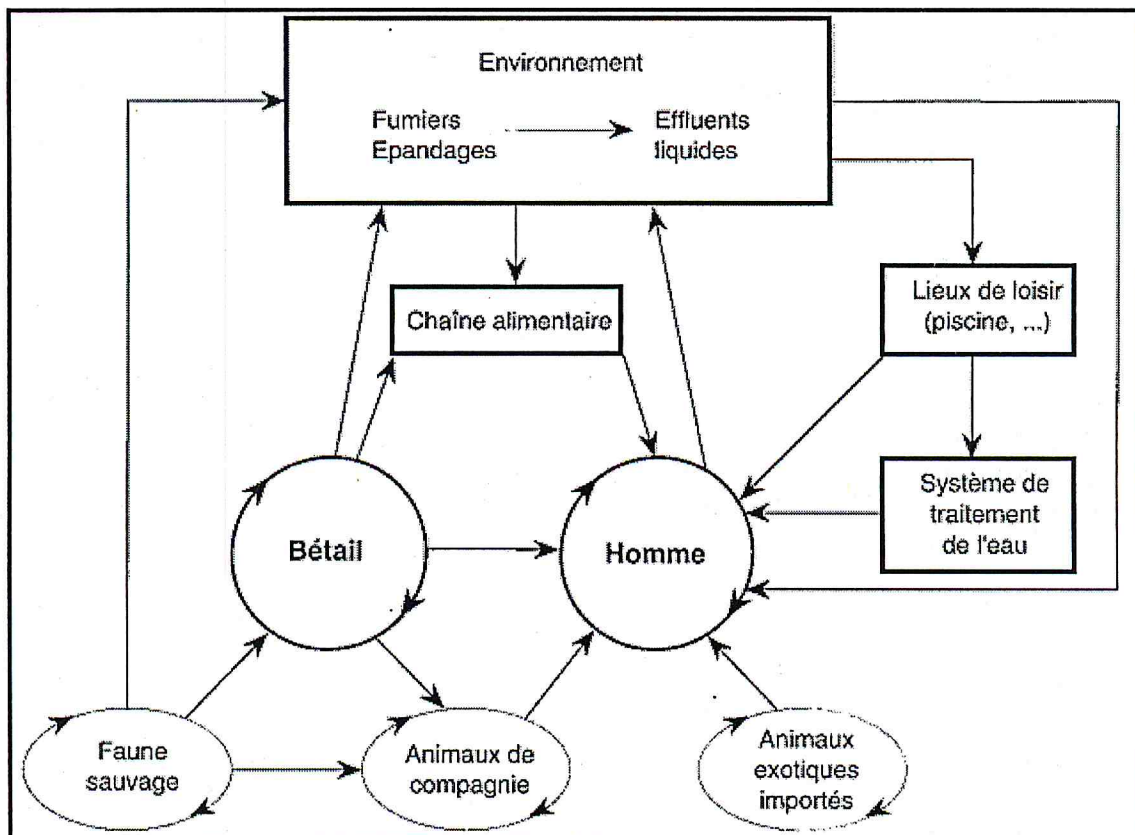 Environnement
Fumiers
Epandages
Effluents
liquides
Chaîne alimentaire
Lieux de loisir
(piscine, ...)
Système de
traitement
de l'eau
Bétail
Homme
Faune
sauvage
Animaux de
compagnie
Animaux
exotiques
importés